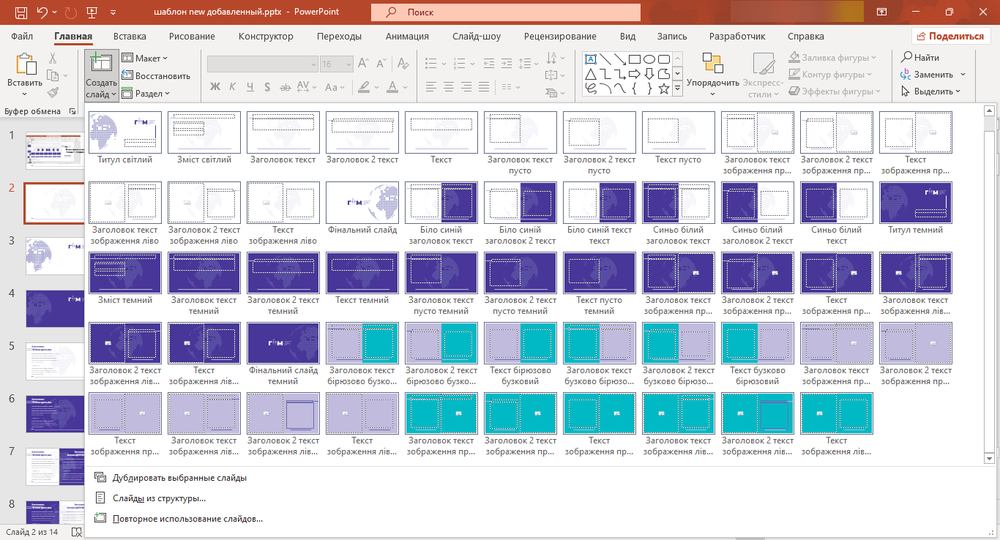 шаблон new добавленный.pptx - PowerPoint
Поиск
Файл Главная Вставка Рисование Конструктор Переходы Анимация Слайд-шоу Рецензирование Вид Запись Разработчик Справка Поделиться
Вставить
Создать слайд
Макет
Восстановить
Раздел
16
Ж К Ч S ab AV Aa А
Упорядочить
Экспресс-стили
Заливка фигуры
Контур фигуры
Эффекты фигуры
Найти
Заменить
Выделить
Буфер обмена
1
2
3
4
5
6
7
8
Титул світлий
Зміст світлий
Заголовок текст
Заголовок 2 текст
Текст
Заголовок текст пусто
Заголовок 2 текст пусто
Текст пусто
Заголовок текст зображення пр...
Заголовок 2 текст зображення пр...
Текст зображення пр...
Заголовок текст зображення ліво
Заголовок 2 текст зображення ліво
Текст зображення ліво
Фінальний слайд
Біло синій заголовок текст
Біло синій заголовок 2 текст
Біло синій текст текст
Синьо білий заголовок текст
Синьо білий заголовок 2 текст
Синьо білий текст
Титул темний
Зміст темний
Заголовок текст темний
Заголовок 2 текст темний
Текст темний
Заголовок текст пусто темний
Заголовок 2 текст пусто темний
Текст пусто темний
Заголовок текст зображення пр...
Заголовок 2 текст зображення пр...
Текст зображення пр...
Заголовок текст зображення лів...
Заголовок 2 текст зображення лів...
Текст зображення лів...
Фінальний слайд темний
Заголовок текст бірюзово бузко...
Заголовок 2 текст бірюзово бузко...
Текст бірюзово бузковий
Заголовок текст бузково бірюзо...
Заголовок 2 текст бузково бірюзо...
Текст бузково бірюзовий
Заголовок текст зображення пр...
Заголовок 2 текст зображення пр...
Текст зображення пр...
Заголовок текст зображення лів...
Заголовок 2 текст зображення лів...
Текст зображення лів...
Заголовок текст зображення пр...
Заголовок 2 текст зображення пр...
Текст зображення пр...
Заголовок текст зображення лів...
Заголовок 2 текст зображення лів...
Текст зображення лів...
Дублировать выбранные слайды
Слайды из структуры...
Повторное использование слайдов...
Слайд 2 из 14